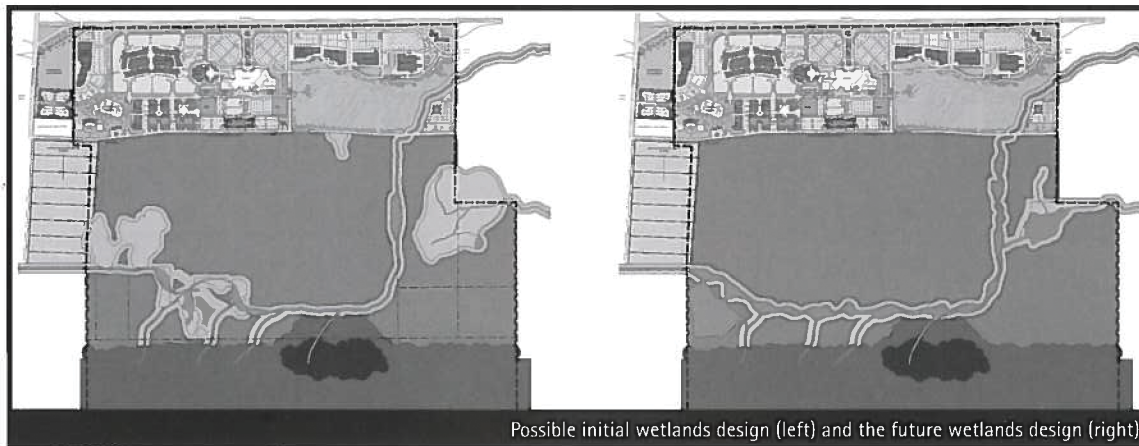 Possible initial wetlands design (left) and the future wetlands design (right)